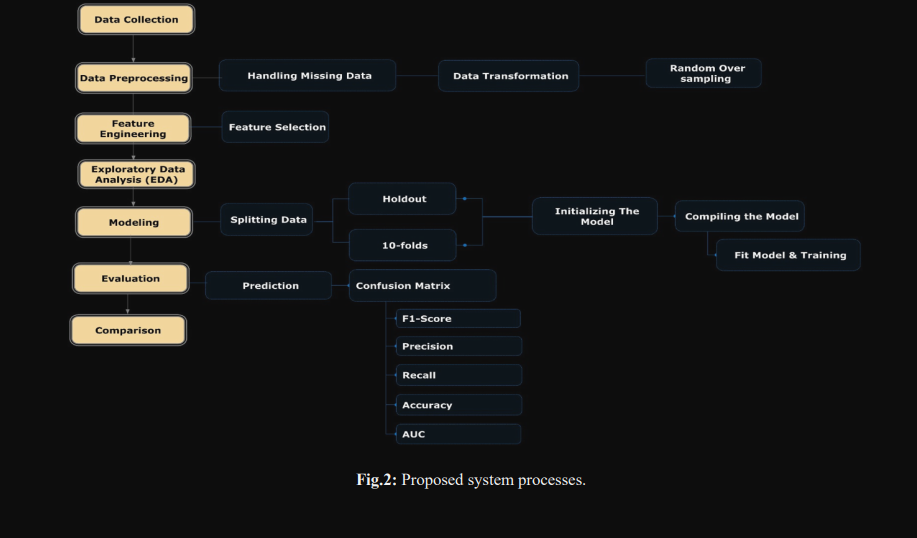 Data Collection
Data Preprocessing
Handling Missing Data
Data Transformation
Random Over
sampling
Feature
Engineering
Feature Selection
Exploratory Data
Analysis (EDA)
Modeling
Splitting Data
Holdout
10-folds
Initializing The
Model
Compiling the Model
Fit Model & Training
Evaluation
Prediction
Confusion Matrix
F1-Score
Precision
Recall
Accuracy
AUC
Comparison
Fig.2: Proposed system processes.